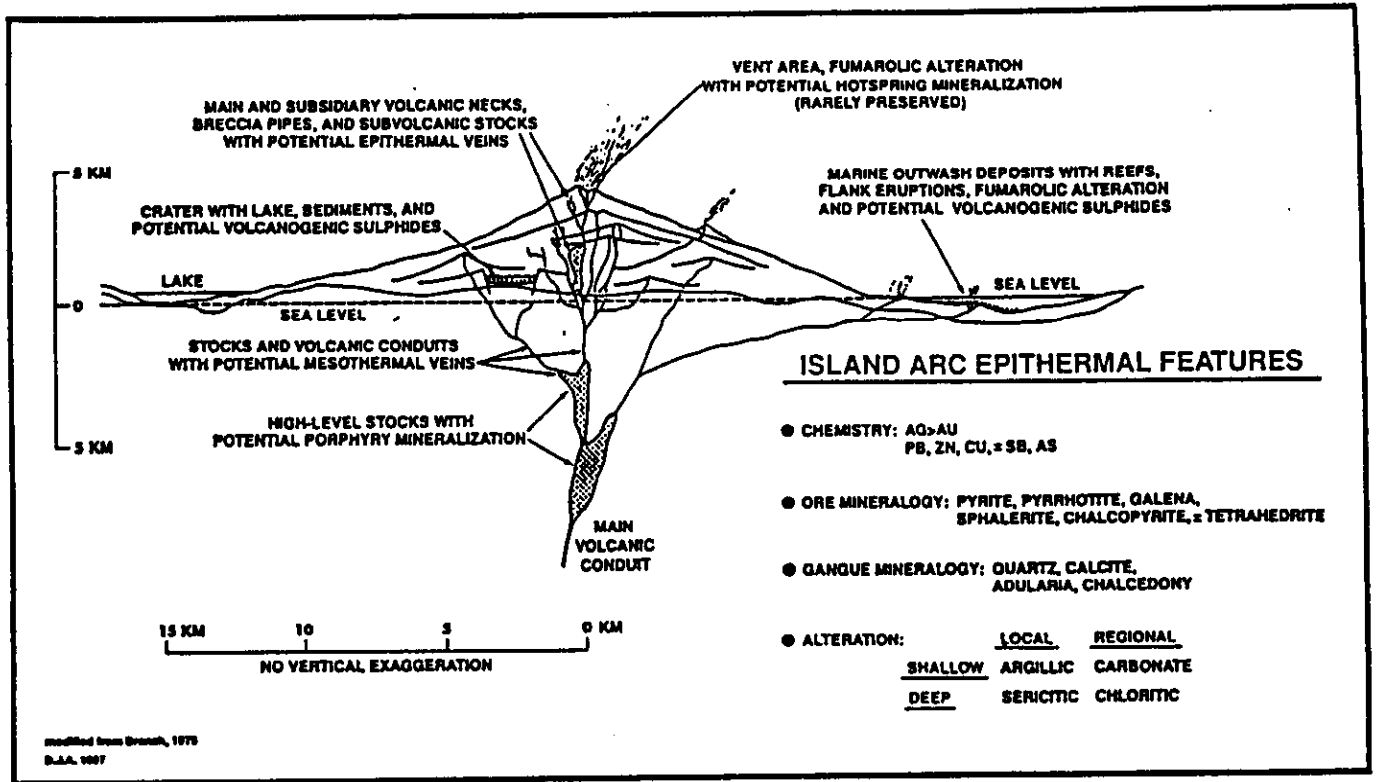 VENT AREA, FUMAROLIC ALTERATION
WITH POTENTIAL HOTSPRING MINERALIZATION
(RARELY PRESERVED)
MAIN AND SUBSIDIARY VOLCANIC NECKS,
BRECCIA PIPES, AND SUBVOLCANIC STOCKS
WITH POTENTIAL EPITHERMAL VEINS
5 KM
MARINE OUTWASH DEPOSITS WITH REEFS,
FLANK ERUPTIONS, FUMAROLIC ALTERATION
AND POTENTIAL VOLCANOGENIC SULPHIDES
CRATER WITH LAKE, SEDIMENTS, AND
POTENTIAL VOLCANOGENIC SULPHIDES
LAKE
SEA LEVEL
0
SEA LEVEL
STOCKS AND VOLCANIC CONDUITS
WITH POTENTIAL MESOTHERMAL VEINS
HIGH-LEVEL STOCKS WITH
POTENTIAL PORPHYRY MINERALIZATION
5 KM
MAIN
VOLCANIC
CONDUIT
15 KM 10 5 0 KM
NO VERTICAL EXAGGERATION
ISLAND ARC EPITHERMAL FEATURES
● CHEMISTRY: AG>AU
PB, ZN, CU, ± SB, AS
● ORE MINERALOGY: PYRITE, PYRRHOTITE, GALENA,
SPHALERITE, CHALCOPYRITE, ± TETRAHEDRITE
● GANGUE MINERALOGY: QUARTZ, CALCITE,
ADULARIA, CHALCEDONY
● ALTERATION: LOCAL REGIONAL
SHALLOW ARGILLIC CARBONATE
DEEP SERICITIC CHLORITIC
modified from Branch, 1976